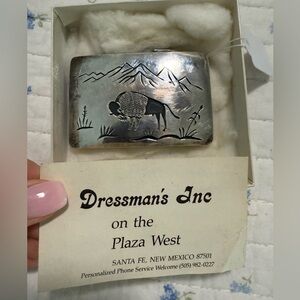 Dressman's Inc
on the
Plaza West
SANTA FE, NEW MEXICO 87501
Personalized Phone Service Welcome (505) 982-0227